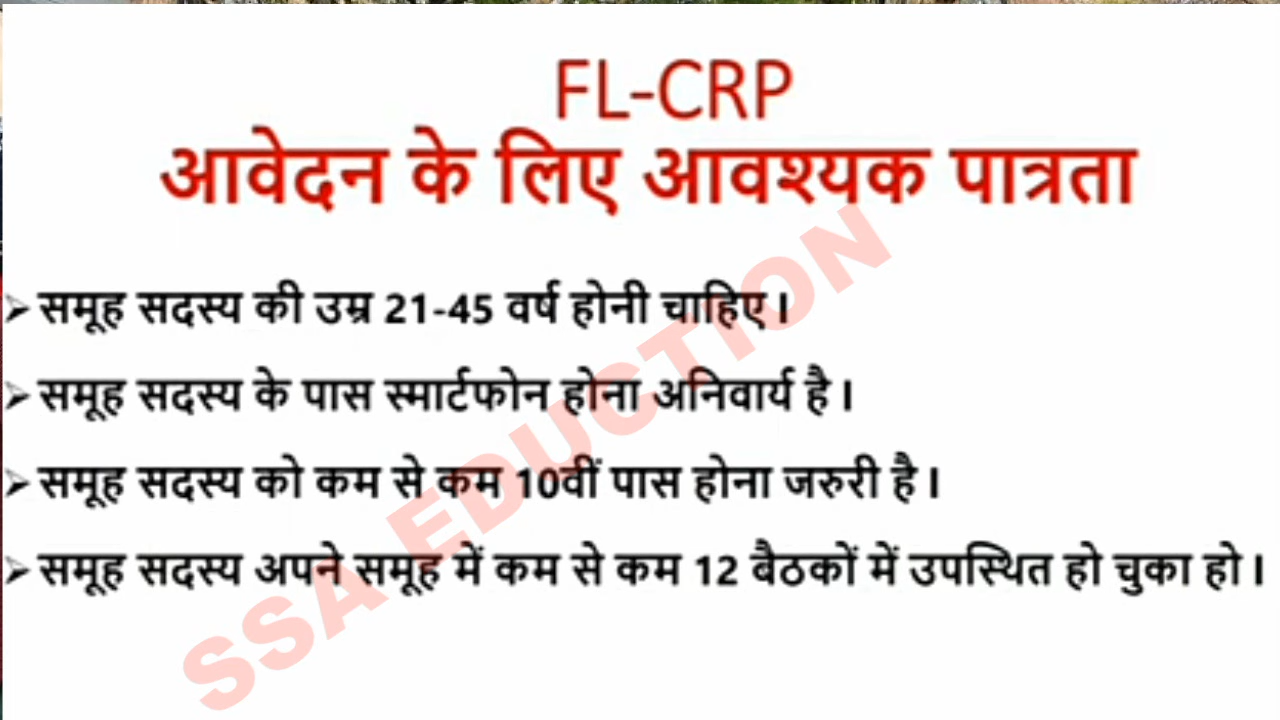 FL-CRP
आवेदन के लिए आवश्यक पात्रता
➢ समूह सदस्य की उम्र 21-45 वर्ष होनी चाहिए ।
➢ समूह सदस्य के पास स्मार्टफोन होना अनिवार्य है ।
➢ समूह सदस्य को कम से कम 10वीं पास होना जरुरी है ।
➢ समूह सदस्य अपने समूह में कम से कम 12 बैठकों में उपस्थित हो चुका हो ।
SSA EDUCTION